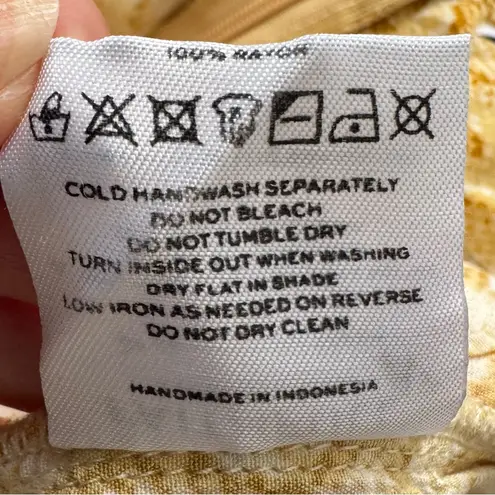 100% RAYON
COLD HANDWASH SEPARATELY
DO NOT BLEACH
DO NOT TUMBLE DRY
TURN INSIDE OUT WHEN WASHING
DRY FLAT IN SHADE
LOW IRON AS NEEDED ON REVERSE
DO NOT DRY CLEAN
HANDMADE IN INDONESIA